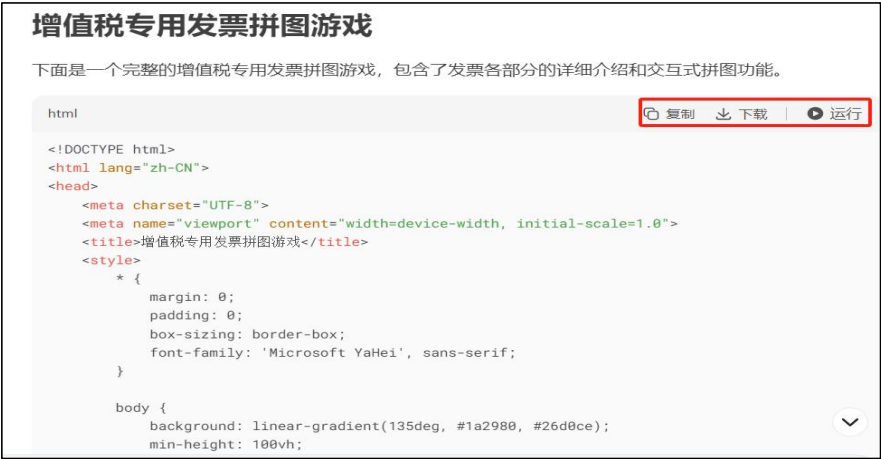 增值税专用发票拼图游戏
下面是一个完整的增值税专用发票拼图游戏，包含了发票各部分的详细介绍和交互式拼图功能。
html 复制 下载 运行
<!DOCTYPE html>
<html lang="zh-CN">
<head>
    <meta charset="UTF-8">
    <meta name="viewport" content="width=device-width, initial-scale=1.0">
    <title>增值税专用发票拼图游戏</title>
    <style>
        * {
            margin: 0;
            padding: 0;
            box-sizing: border-box;
            font-family: 'Microsoft YaHei', sans-serif;
        }
        body {
            background: linear-gradient(135deg, #1a2980, #26d0ce);
            min-height: 100vh;